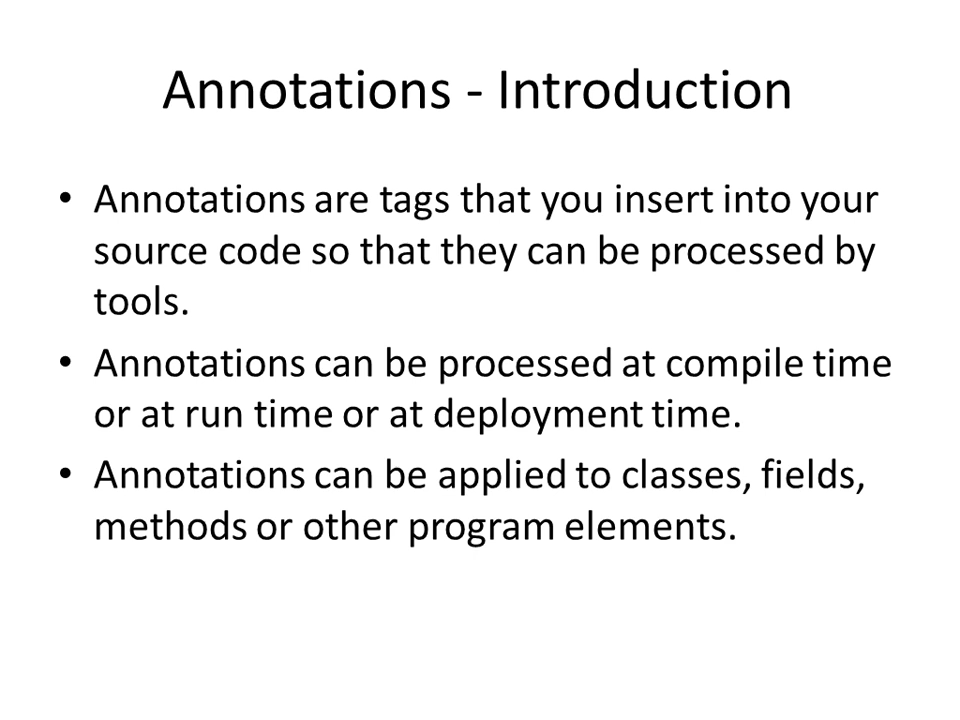 Annotations - Introduction
• Annotations are tags that you insert into your
source code so that they can be processed by
tools.
• Annotations can be processed at compile time
or at run time or at deployment time.
• Annotations can be applied to classes, fields,
methods or other program elements.